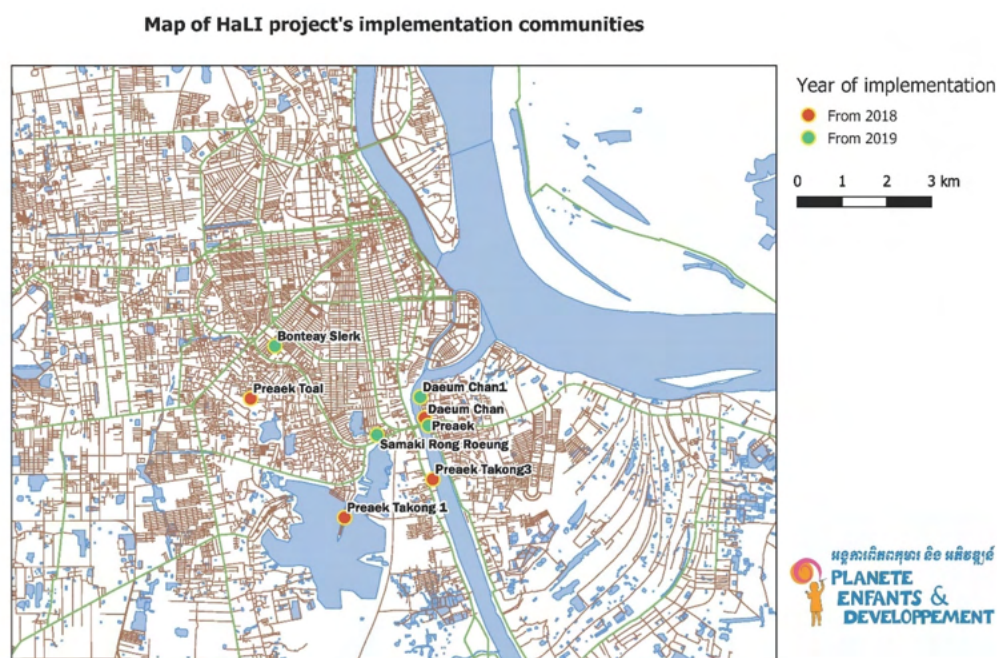 Map of HaLI project's implementation communities
Year of implementation
From 2018
From 2019
0 1 2 3 km
Bonteay Slerk
Preaek Toal
Daeum Chan1
Daeum Chan
Preaek
Samaki Rong Roeung
Preaek Takong3
Preaek Takong 1
PLANETE
ENFANTS &
DEVELOPPEMENT